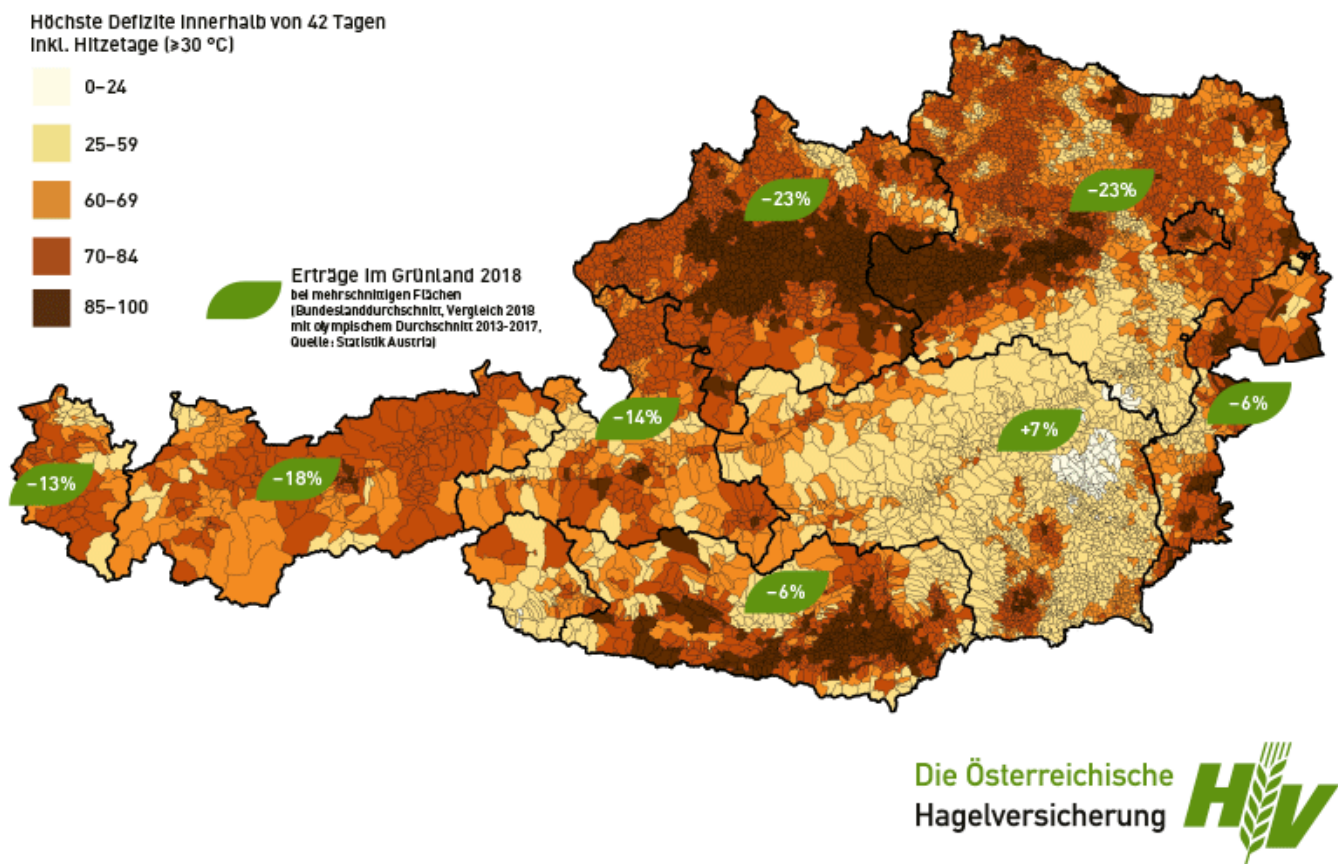 Höchste Defizite innerhalb von 42 Tagen
inkl. Hitzetage (≥30 °C)
0–24
25–59
60–69
70–84
85–100
Erträge im Grünland 2018
bei mehrschnittigen Flächen
(Bundeslanddurchschnitt, Vergleich 2018
mit olympischem Durchschnitt 2013-2017,
Quelle: Statistik Austria)
–23%
–23%
–14%
–6%
+7%
–13%
–18%
–6%
Die Österreichische
Hagelversicherung
HV